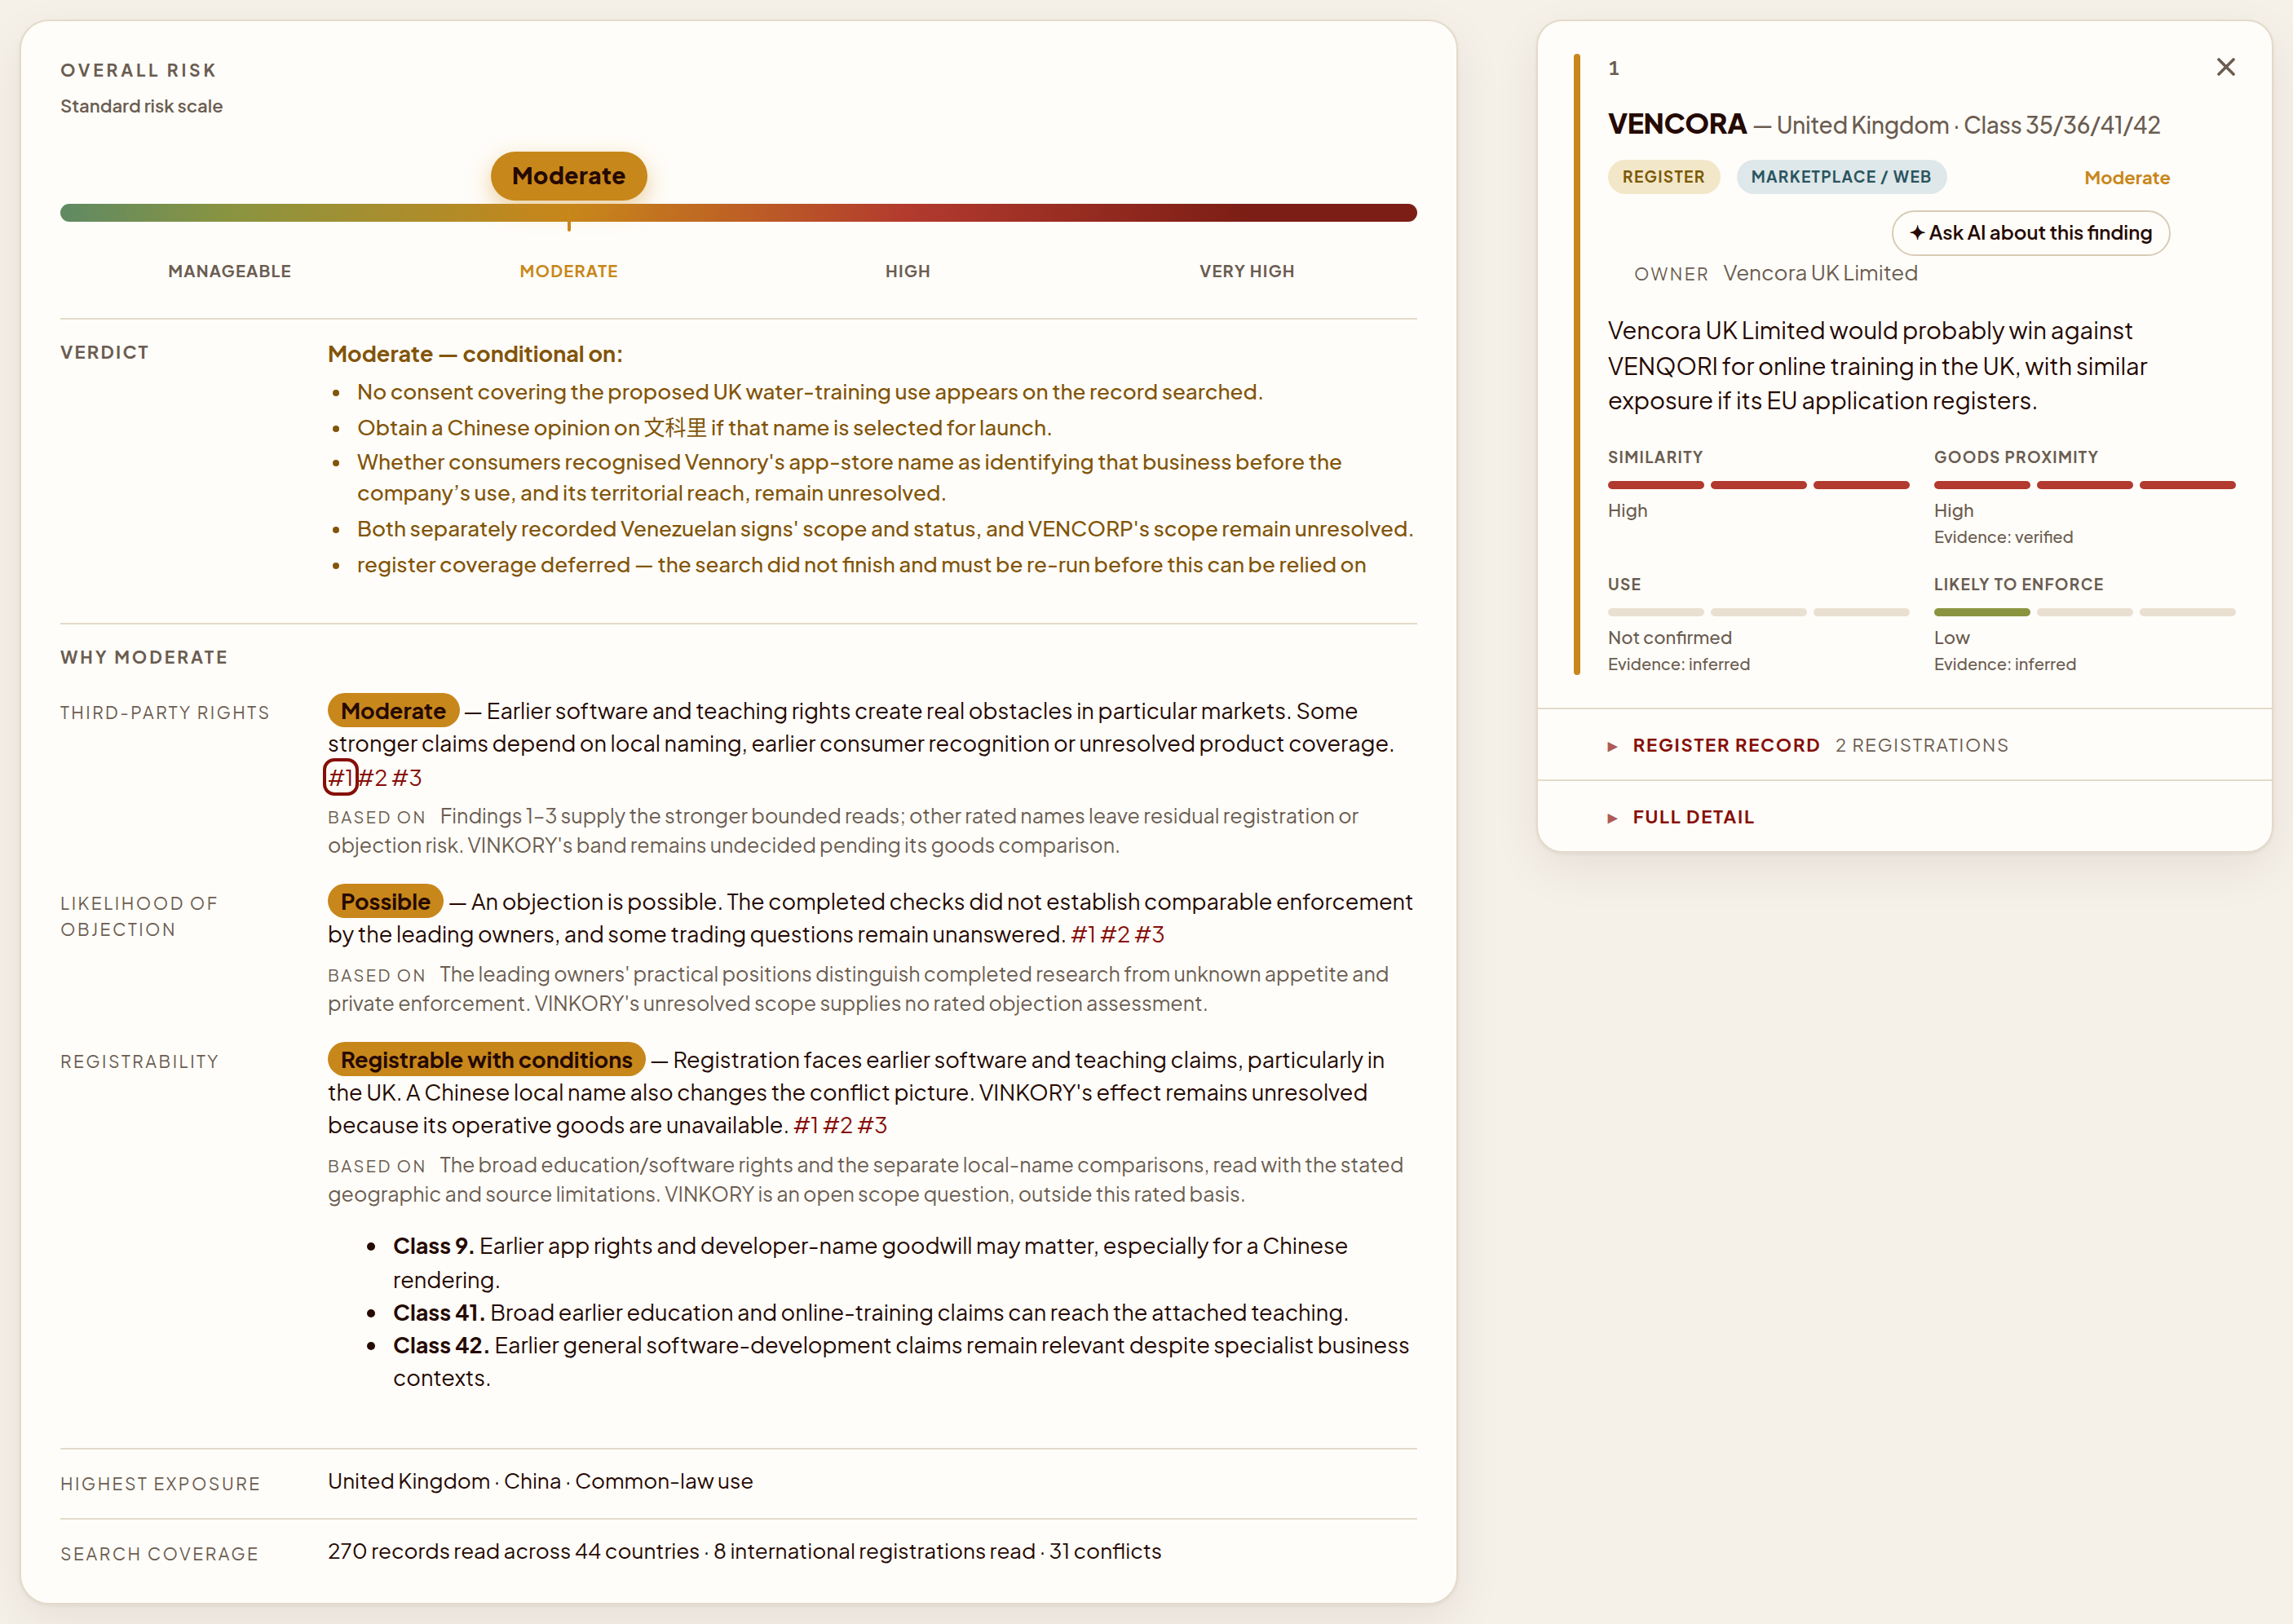 OVERALL RISK
Standard risk scale
Moderate
MANAGEABLE
MODERATE
HIGH
VERY HIGH
VERDICT
Moderate — conditional on:
• No consent covering the proposed UK water-training use appears on the record searched.
• Obtain a Chinese opinion on 文科里 if that name is selected for launch.
• Whether consumers recognised Vennory's app-store name as identifying that business before the
company’s use, and its territorial reach, remain unresolved.
• Both separately recorded Venezuelan signs' scope and status, and VENCORP's scope remain unresolved.
• register coverage deferred — the search did not finish and must be re-run before this can be relied on
WHY MODERATE
THIRD-PARTY RIGHTS
Moderate — Earlier software and teaching rights create real obstacles in particular markets. Some
stronger claims depend on local naming, earlier consumer recognition or unresolved product coverage.
#1 #2 #3
BASED ON Findings 1–3 supply the stronger bounded reads; other rated names leave residual registration or
objection risk. VINKORY's band remains undecided pending its goods comparison.
LIKELIHOOD OF
OBJECTION
Possible — An objection is possible. The completed checks did not establish comparable enforcement
by the leading owners, and some trading questions remain unanswered. #1 #2 #3
BASED ON The leading owners' practical positions distinguish completed research from unknown appetite and
private enforcement. VINKORY's unresolved scope supplies no rated objection assessment.
REGISTRABILITY
Registrable with conditions — Registration faces earlier software and teaching claims, particularly in
the UK. A Chinese local name also changes the conflict picture. VINKORY's effect remains unresolved
because its operative goods are unavailable. #1 #2 #3
BASED ON The broad education/software rights and the separate local-name comparisons, read with the stated
geographic and source limitations. VINKORY is an open scope question, outside this rated basis.
• Class 9. Earlier app rights and developer-name goodwill may matter, especially for a Chinese
rendering.
• Class 41. Broad earlier education and online-training claims can reach the attached teaching.
• Class 42. Earlier general software-development claims remain relevant despite specialist business
contexts.
HIGHEST EXPOSURE
United Kingdom · China · Common-law use
SEARCH COVERAGE
270 records read across 44 countries · 8 international registrations read · 31 conflicts
1
VENCORA — United Kingdom · Class 35/36/41/42
REGISTER
MARKETPLACE / WEB
Moderate
✦ Ask AI about this finding
OWNER Vencora UK Limited
Vencora UK Limited would probably win against
VENQORI for online training in the UK, with similar
exposure if its EU application registers.
SIMILARITY
High
GOODS PROXIMITY
High
Evidence: verified
USE
Not confirmed
Evidence: inferred
LIKELY TO ENFORCE
Low
Evidence: inferred
▸ REGISTER RECORD 2 REGISTRATIONS
▸ FULL DETAIL